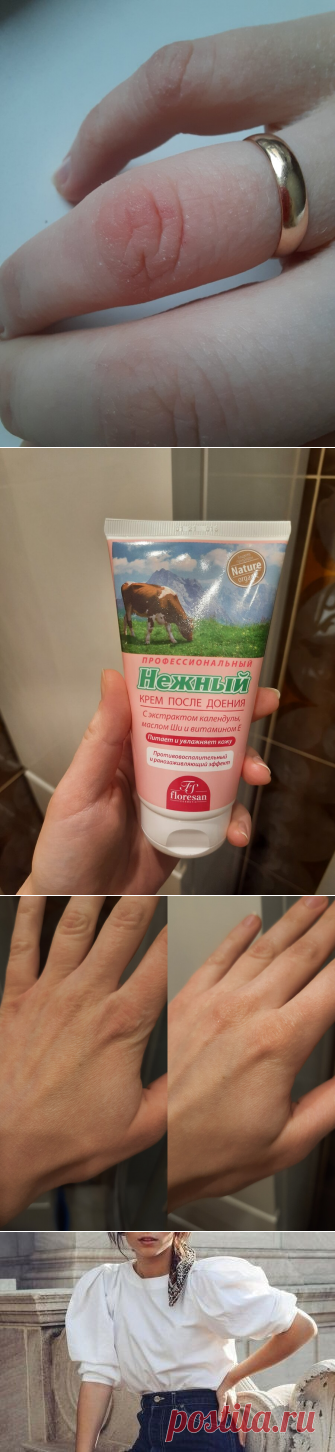 Nature
organic
ПРОФЕССИОНАЛЬНЫЙ
Нежный
КРЕМ ПОСЛЕ ДОЕНИЯ
С экстрактом календулы,
маслом Ши и витамином Е
Питает и увлажняет кожу
Противовоспалительный
и ранозаживляющий эффект
floresan
postila.ru